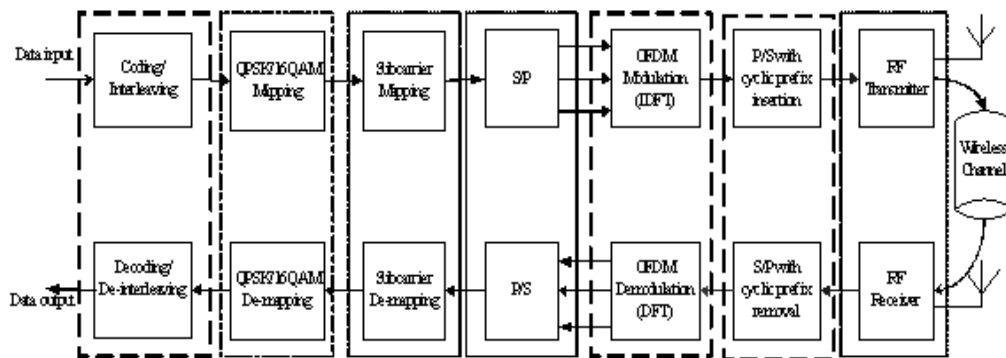 Data input
Coding/
Interleaving
QPSK/16QAM
Mapping
Subcarrier
Mapping
S/P
OFDM
Modulation
(IDFT)
P/S with
cyclic prefix
insertion
RF
Transmitter
Wireless
Channel
Data output
Decoding/
De-interleaving
QPSK/16QAM
De-mapping
Subcarrier
De-mapping
P/S
OFDM
Demodulation
(DFT)
S/P with
cyclic prefix
removal
RF
Receiver